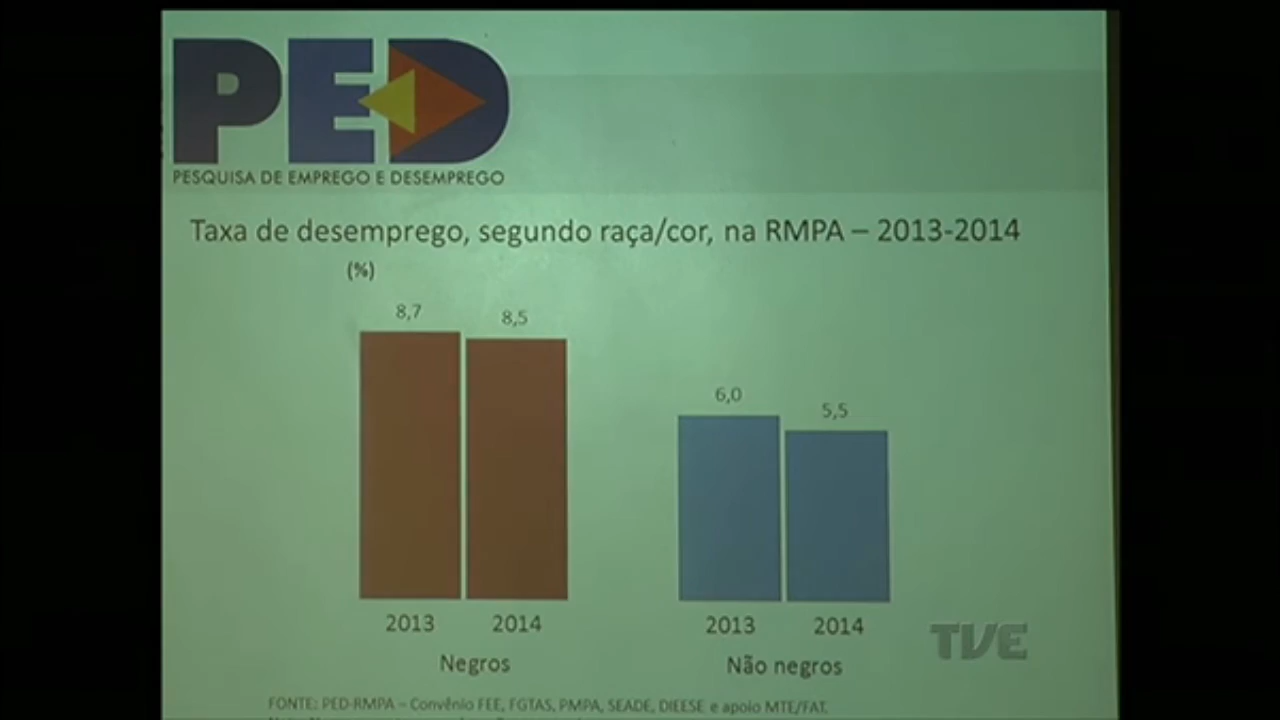 PED
PESQUISA DE EMPREGO E DESEMPREGO
Taxa de desemprego, segundo raça/cor, na RMPA – 2013-2014
(%)
8,7
8,5
6,0
5,5
2013
2014
2013
2014
Negros
Não negros
TVE
FONTE: PED-RMPA – Convênio FEE, FGTAS, PMPA, SEADE, DIEESE e apoio MTE/FAT.